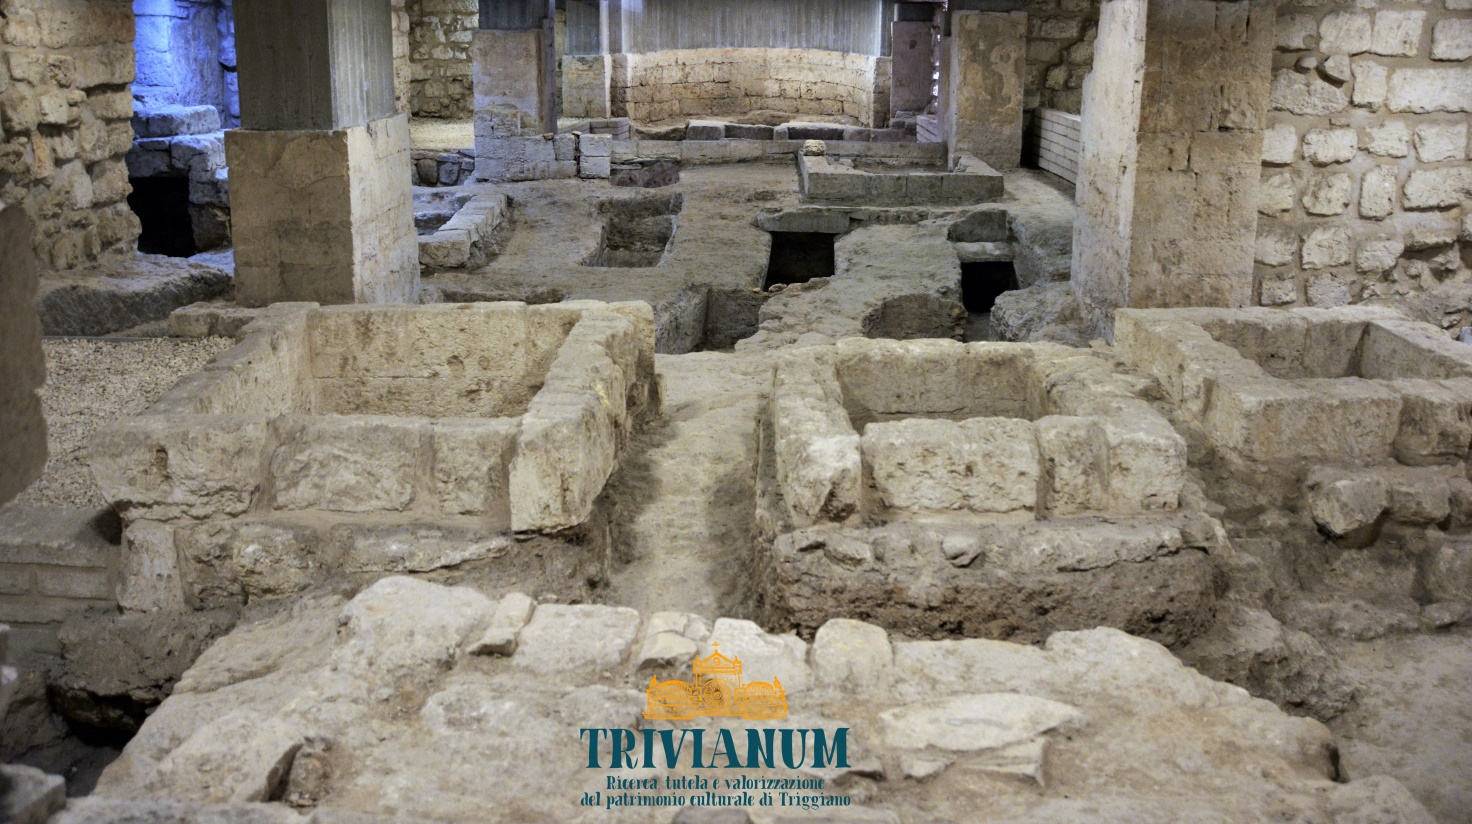 TRIVIANUM
Ricerca, tutela e valorizzazione
del patrimonio culturale di Triggiano